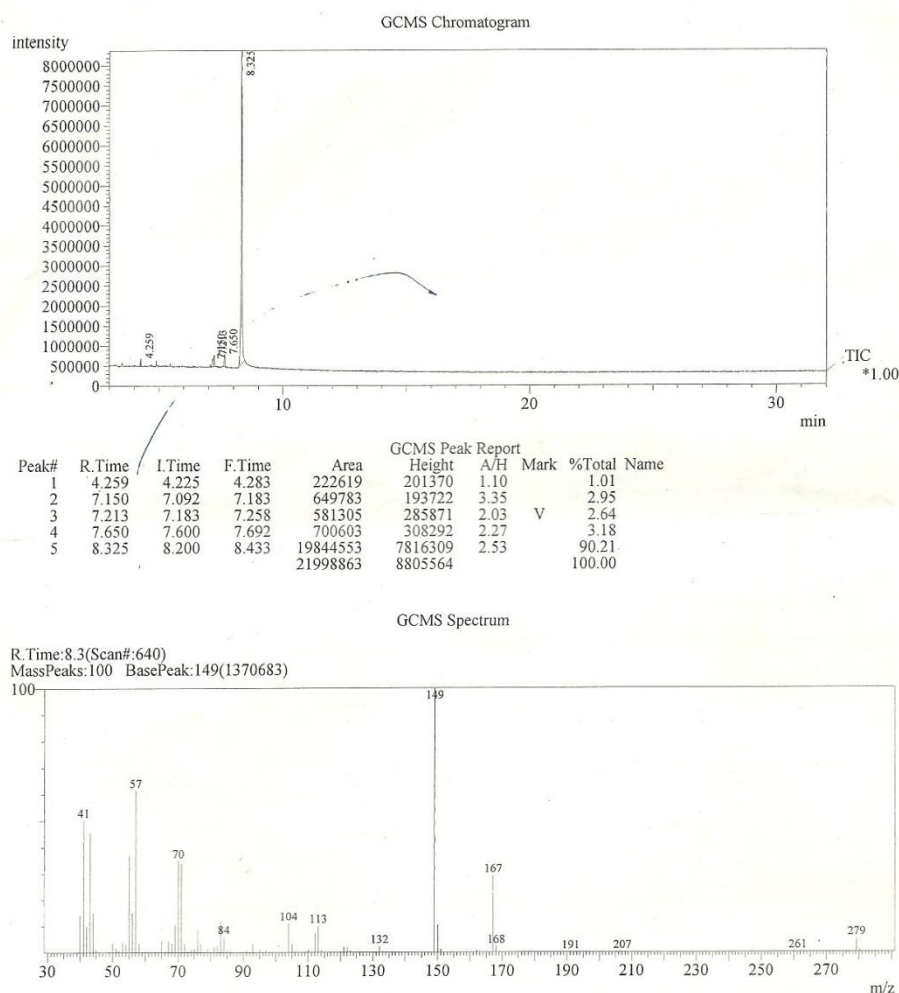 GCMS Chromatogram
intensity
8.325
8000000
7500000
7000000
6500000
6000000
5500000
5000000
4500000
4000000
3500000
3000000
2500000
2000000
1500000
1000000
500000
0
4.259
7.650
TIC
*1.00
10
20
30
min
GCMS Peak Report
Peak# R.Time I.Time F.Time Area Height A/H Mark %Total Name
1 4.259 4.225 4.283 222619 201370 1.10 1.01
2 7.150 7.092 7.183 649783 193722 3.35 2.95
3 7.213 7.183 7.258 581305 285871 2.03 V 2.64
4 7.650 7.600 7.692 700603 308292 2.27 3.18
5 8.325 8.200 8.433 19844553 7816309 2.53 90.21
21998863 8805564 100.00
GCMS Spectrum
R.Time:8.3(Scan#:640)
MassPeaks:100 BasePeak:149(1370683)
100
149
57
41
70
167
84
104
113
132
168
191
207
261
279
30 50 70 90 110 130 150 170 190 210 230 250 270
m/z